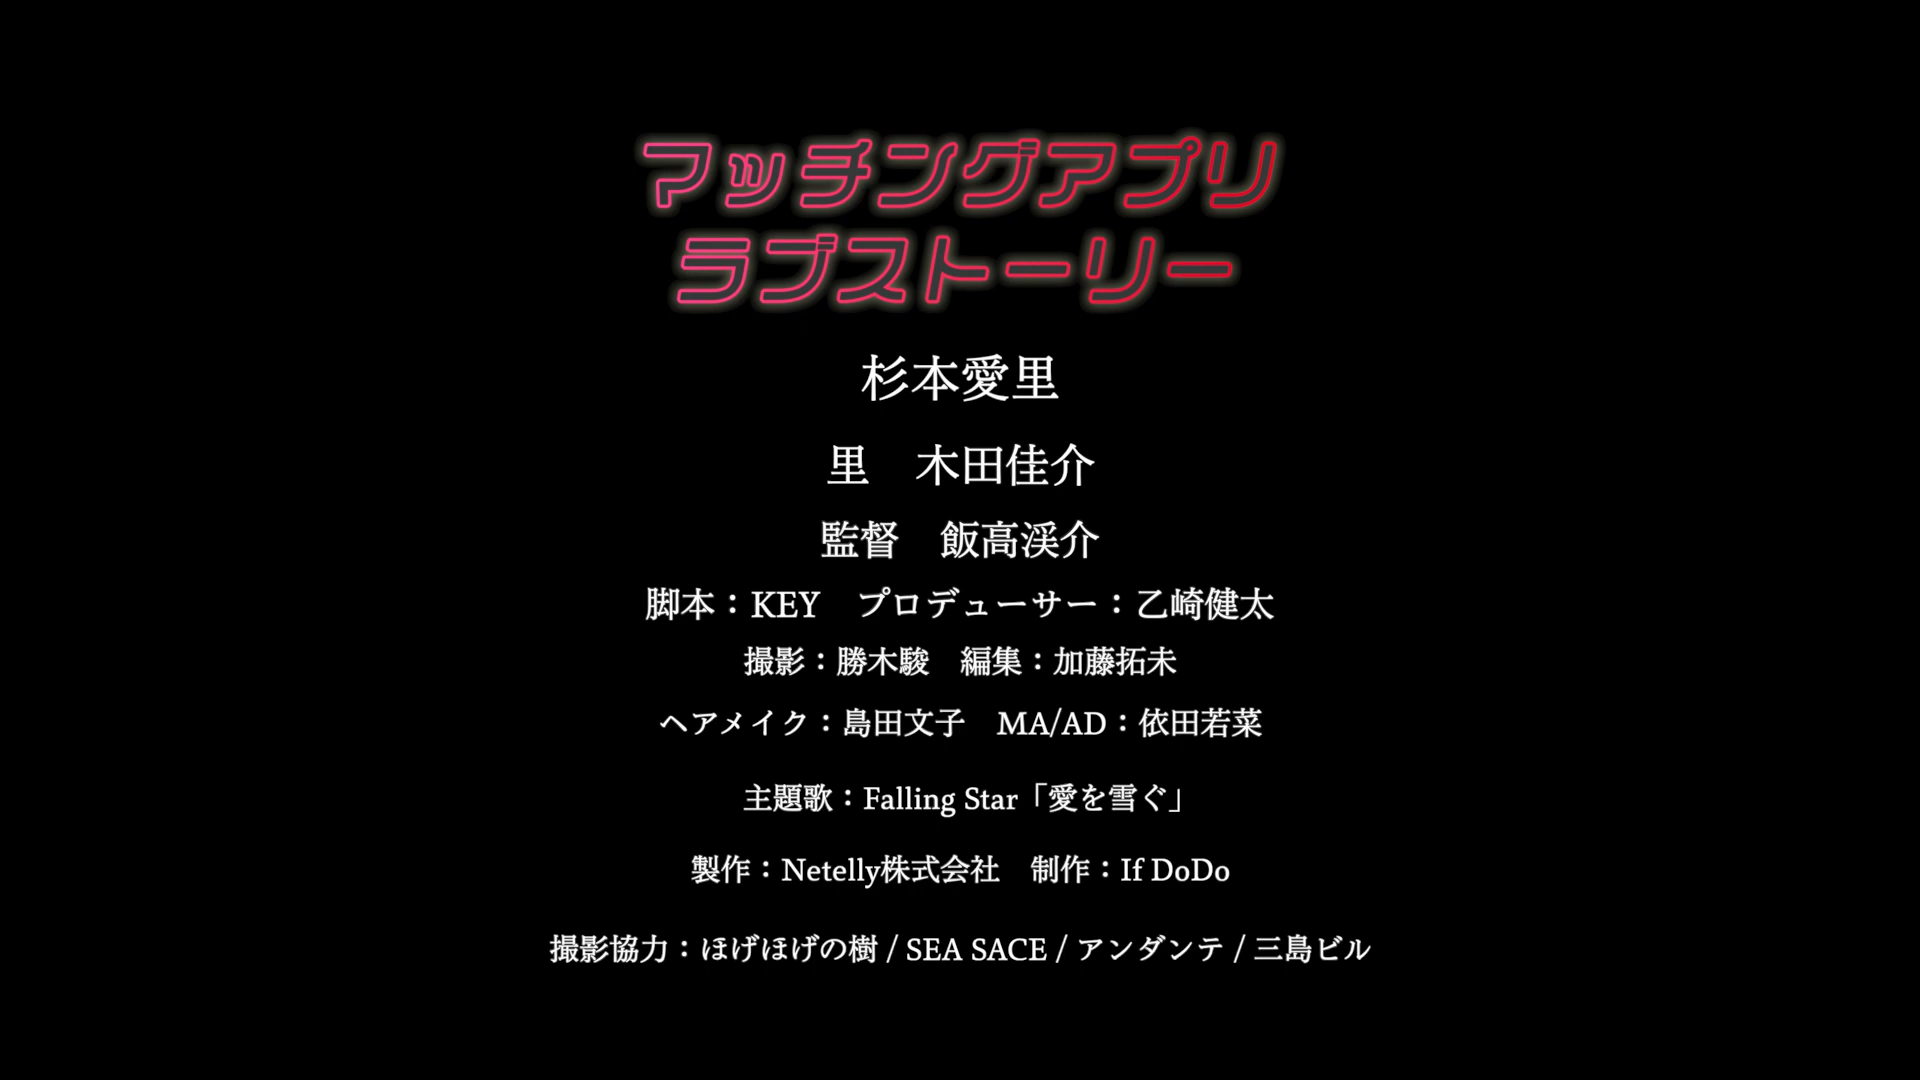 マッチングアプリ
ラブストーリー
杉本愛里
里　木田佳介
監督　飯高渓介
脚本：KEY　プロデューサー：乙崎健太
撮影：勝木駿　編集：加藤拓未
ヘアメイク：島田文子　MA/AD：依田若菜
主題歌：Falling Star「愛を雪ぐ」
製作：Netelly株式会社　制作：If DoDo
撮影協力：ほげほげの樹 / SEA SACE / アンダンテ / 三島ビル